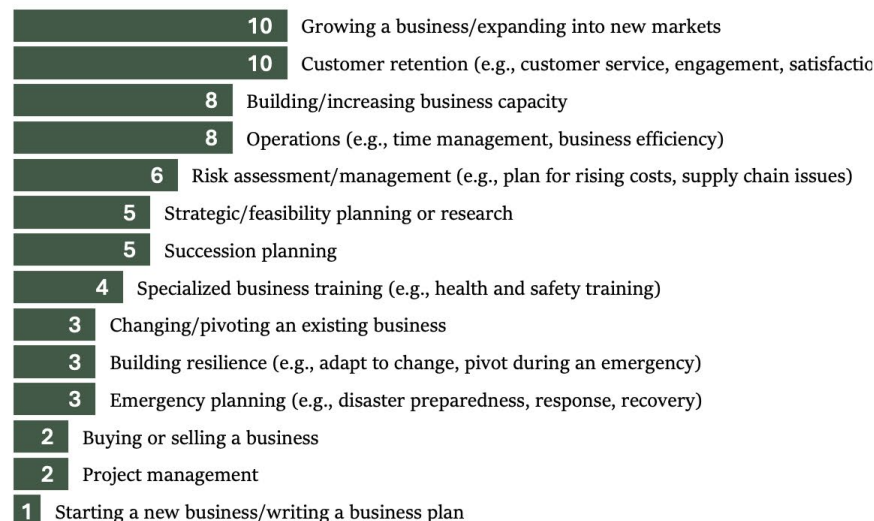 10 Growing a business/expanding into new markets
10 Customer retention (e.g., customer service, engagement, satisfactio
8 Building/increasing business capacity
8 Operations (e.g., time management, business efficiency)
6 Risk assessment/management (e.g., plan for rising costs, supply chain issues)
5 Strategic/feasibility planning or research
5 Succession planning
4 Specialized business training (e.g., health and safety training)
3 Changing/pivoting an existing business
3 Building resilience (e.g., adapt to change, pivot during an emergency)
3 Emergency planning (e.g., disaster preparedness, response, recovery)
2 Buying or selling a business
2 Project management
1 Starting a new business/writing a business plan